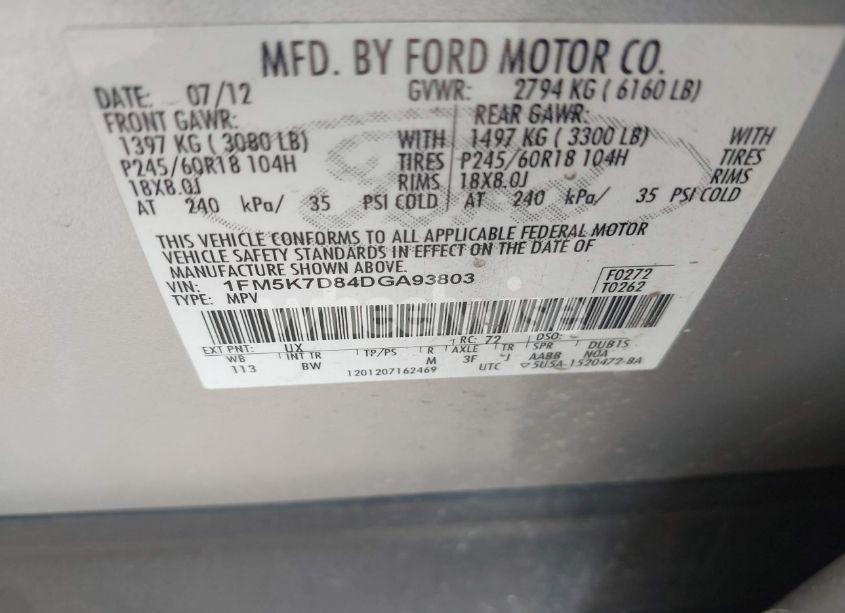 MFD. BY FORD MOTOR CO.
DATE: 07/12 GVWR: 2794 KG ( 6160 LB)
FRONT GAWR: REAR GAWR:
1397 KG ( 3080 LB) WITH 1497 KG ( 3300 LB) WITH
P245/60R18 104H TIRES P245/60R18 104H TIRES
18X8.0J RIMS 18X8.0J RIMS
AT 240 kPa/ 35 PSI COLD AT 240 kPa/ 35 PSI COLD
THIS VEHICLE CONFORMS TO ALL APPLICABLE FEDERAL MOTOR
VEHICLE SAFETY STANDARDS IN EFFECT ON THE DATE OF
MANUFACTURE SHOWN ABOVE.
VIN: 1FM5K7D84DGA93803 F0272
TYPE: MPV T0262
EXT PNT: UX RC: 72 DSO:
WB INT TR TP/PS R AXLE TR SPR DUB1S
113 BW M 3F J AABB N0A
1201207162469 UTC ▽5U5A-1520472-BA